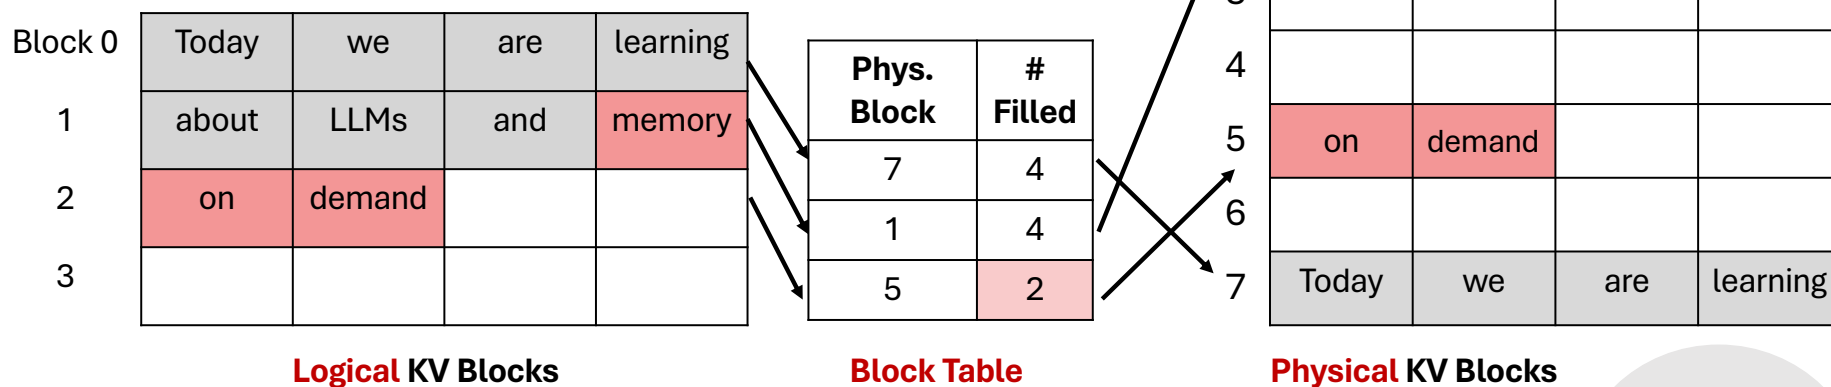 Block 0 Today we are learning
1 about LLMs and memory
2 on demand
3
Logical KV Blocks
Phys. Block # Filled
7 4
1 4
5 2
Block Table
4
5 on demand
6
7 Today we are learning
Physical KV Blocks